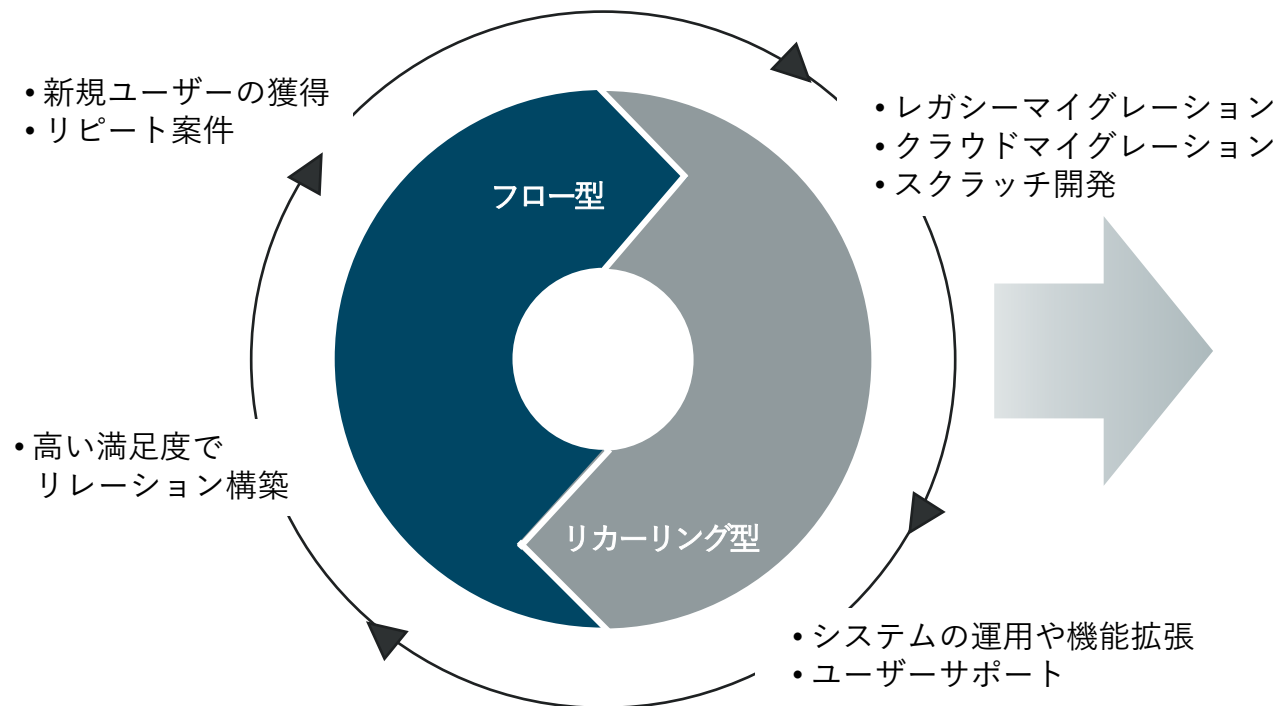 • 新規ユーザーの獲得
• リピート案件
• レガシーマイグレーション
• クラウドマイグレーション
• スクラッチ開発
フロー型
• 高い満足度で
リレーション構築
リカーリング型
• システムの運用や機能拡張
• ユーザーサポート